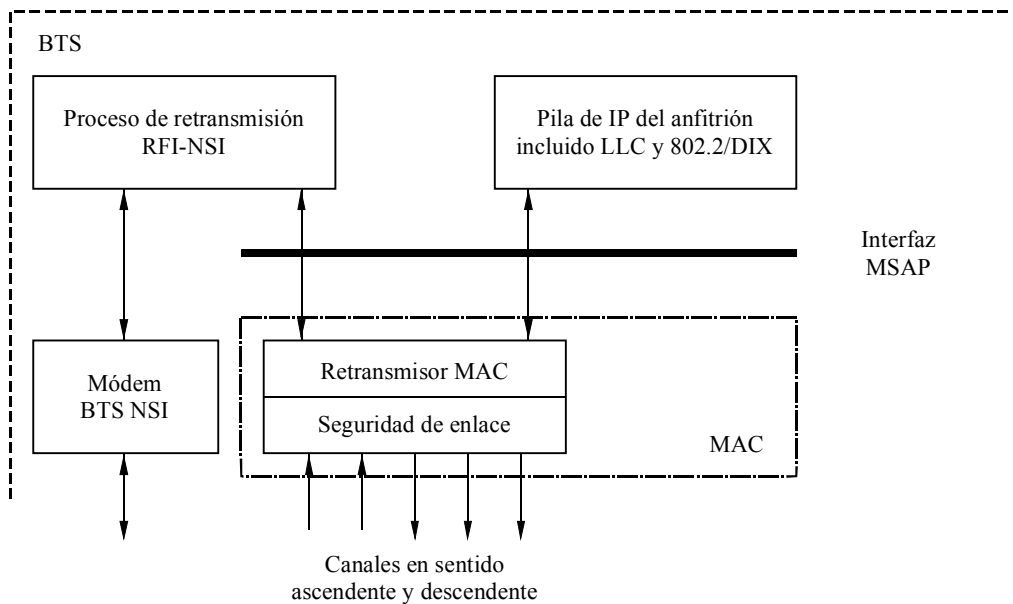 BTS
Proceso de retransmisión
RFI-NSI
Pila de IP del anfitrión
incluido LLC y 802.2/DIX
Interfaz
MSAP
Módem
BTS NSI
Retransmisor MAC
Seguridad de enlace
MAC
Canales en sentido
ascendente y descendente